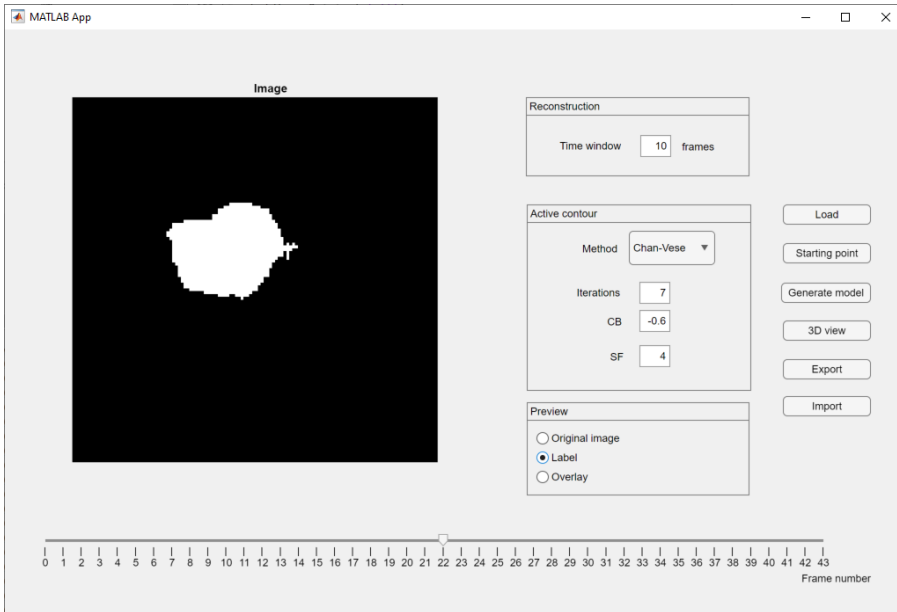 MATLAB App
Image
Reconstruction
Time window 10 frames
Active contour
Method Chan-Vese
Iterations 7
CB -0.6
SF 4
Load
Starting point
Generate model
3D view
Export
Import
Preview
Original image
Label
Overlay
0 1 2 3 4 5 6 7 8 9 10 11 12 13 14 15 16 17 18 19 20 21 22 23 24 25 26 27 28 29 30 31 32 33 34 35 36 37 38 39 40 41 42 43
Frame number